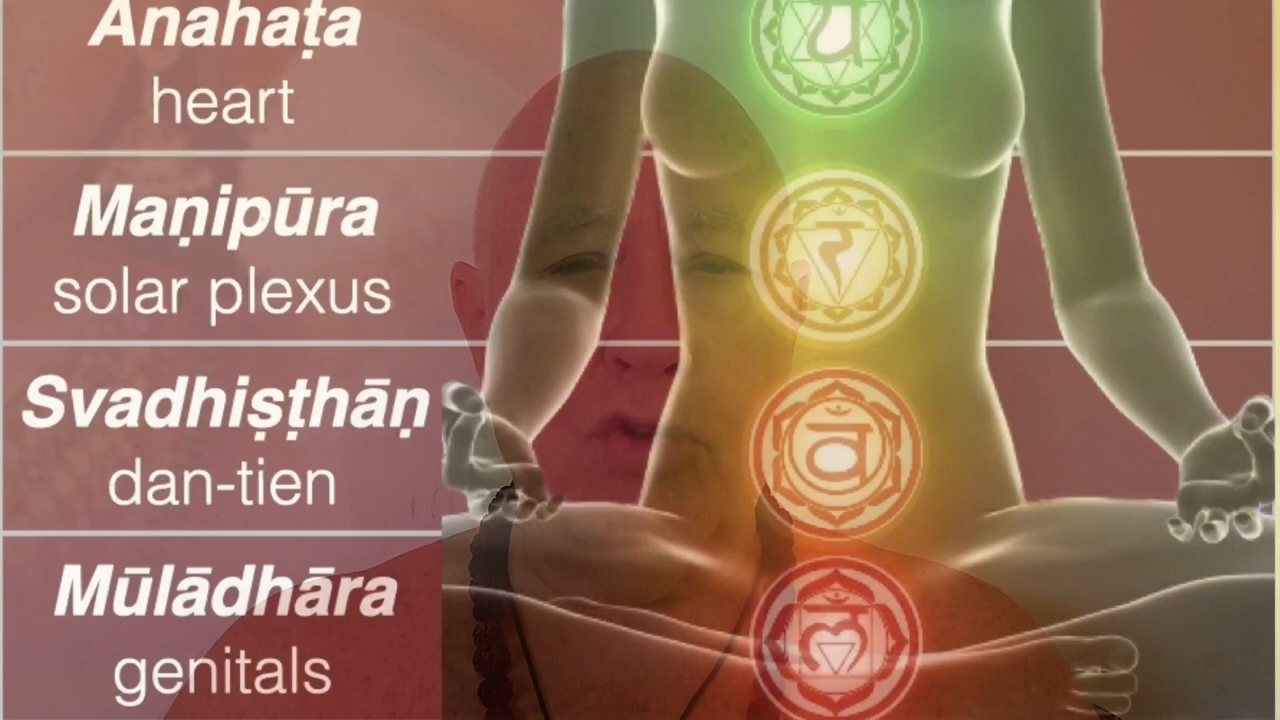 Anahaṭa
heart
य
Maṇipūra
solar plexus
र
Svadhiṣṭhāṇ
dan-tien
व
Mūlādhāra
genitals
ल